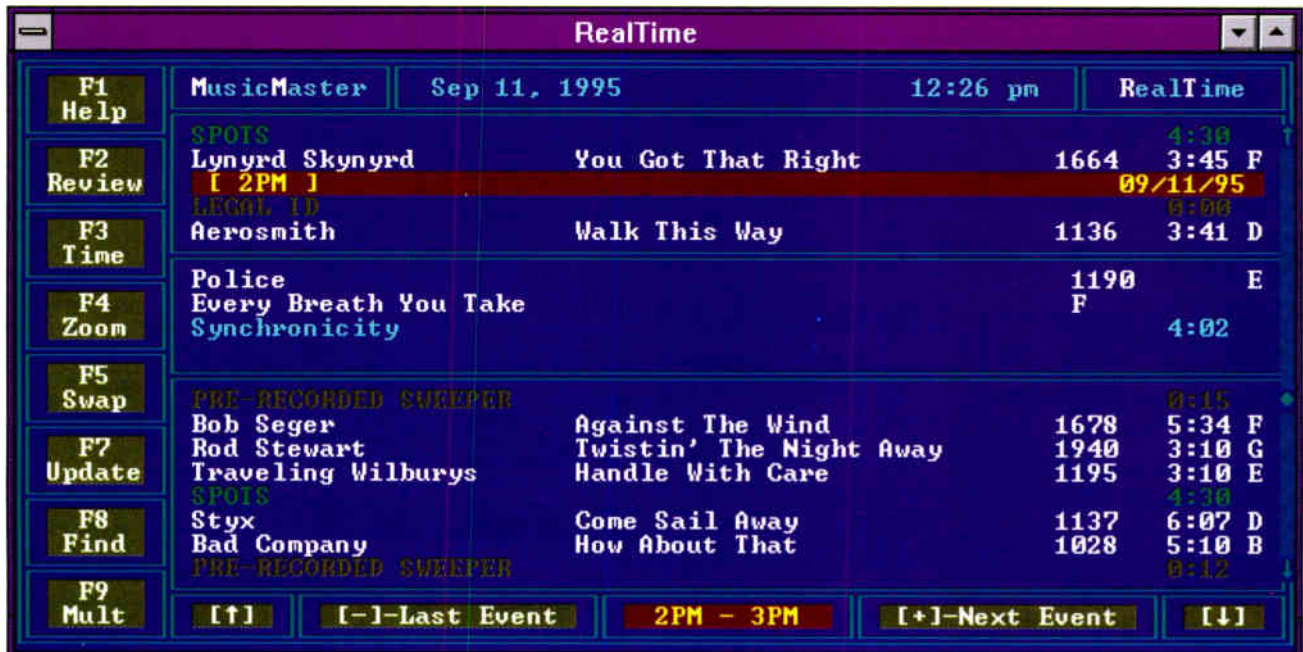 RealTime
F1
Help
F2
Review
F3
Time
F4
Zoom
F5
Swap
F7
Update
F8
Find
F9
Mult
MusicMaster Sep 11, 1995 12:26 pm RealTime
SPOTS 4:30
Lynyrd Skynyrd You Got That Right 1664 3:45 F
[ 2PM ] 09/11/95
LEGAL ID 0:00
Aerosmith Walk This Way 1136 3:41 D
Police 1190 E
Every Breath You Take F
Synchronicity 4:02
PRE-RECORDED SWEEPER 0:15
Bob Seger Against The Wind 1678 5:34 F
Rod Stewart Twistin' The Night Away 1940 3:10 G
Traveling Wilburys Handle With Care 1195 3:10 E
SPOTS 4:30
Styx Come Sail Away 1137 6:07 D
Bad Company How About That 1028 5:10 B
PRE-RECORDED SWEEPER 0:12
[↑] [-]-Last Event 2PM - 3PM [+]-Next Event [↓]